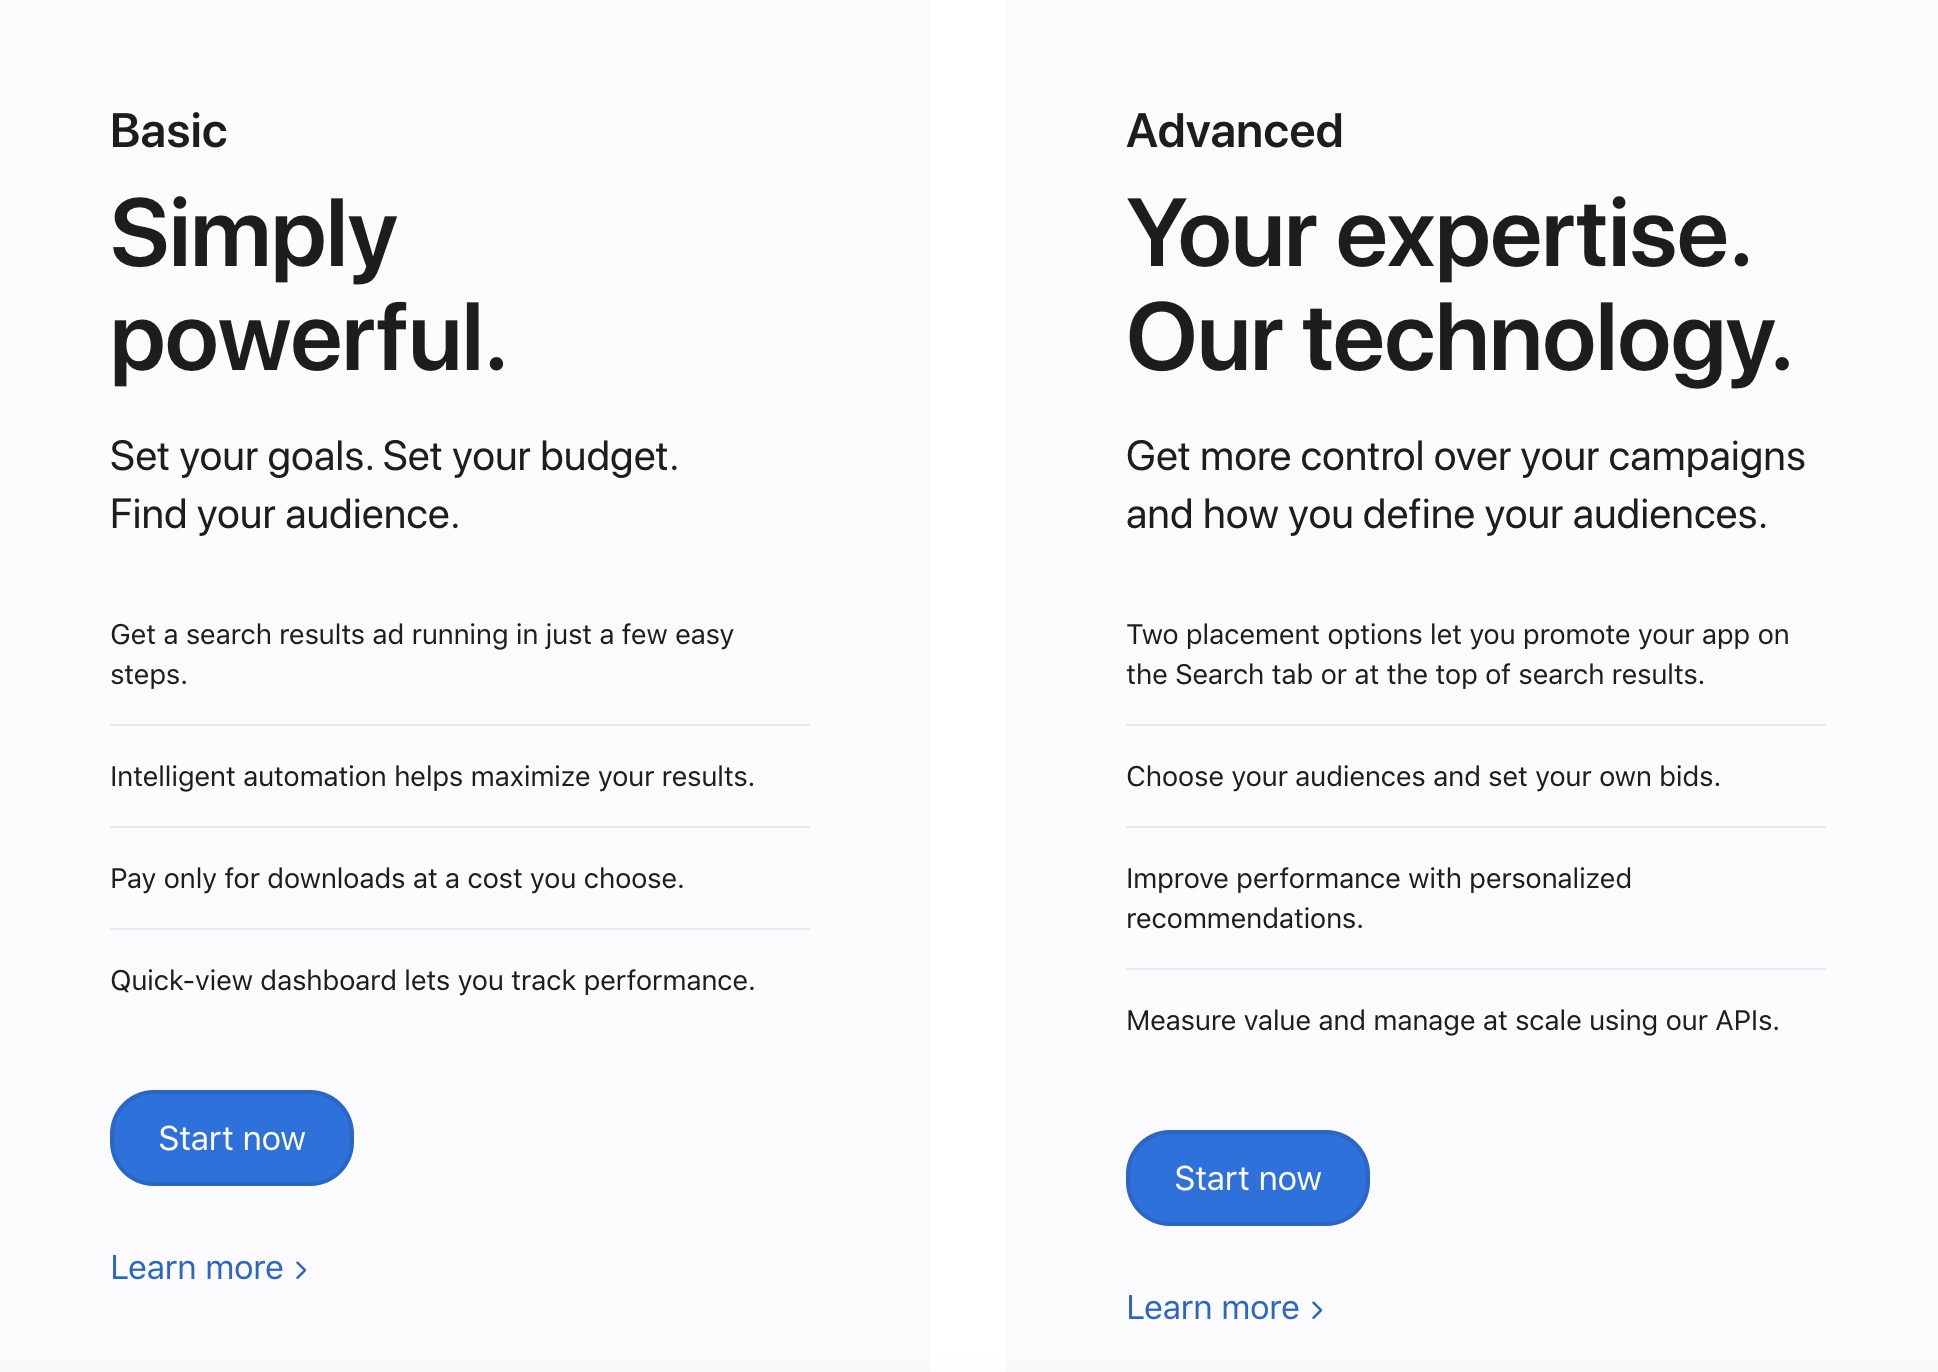 Basic
Simply
powerful.
Set your goals. Set your budget.
Find your audience.
Get a search results ad running in just a few easy
steps.
Intelligent automation helps maximize your results.
Pay only for downloads at a cost you choose.
Quick-view dashboard lets you track performance.
Start now
Learn more >
Advanced
Your expertise.
Our technology.
Get more control over your campaigns
and how you define your audiences.
Two placement options let you promote your app on
the Search tab or at the top of search results.
Choose your audiences and set your own bids.
Improve performance with personalized
recommendations.
Measure value and manage at scale using our APIs.
Start now
Learn more >